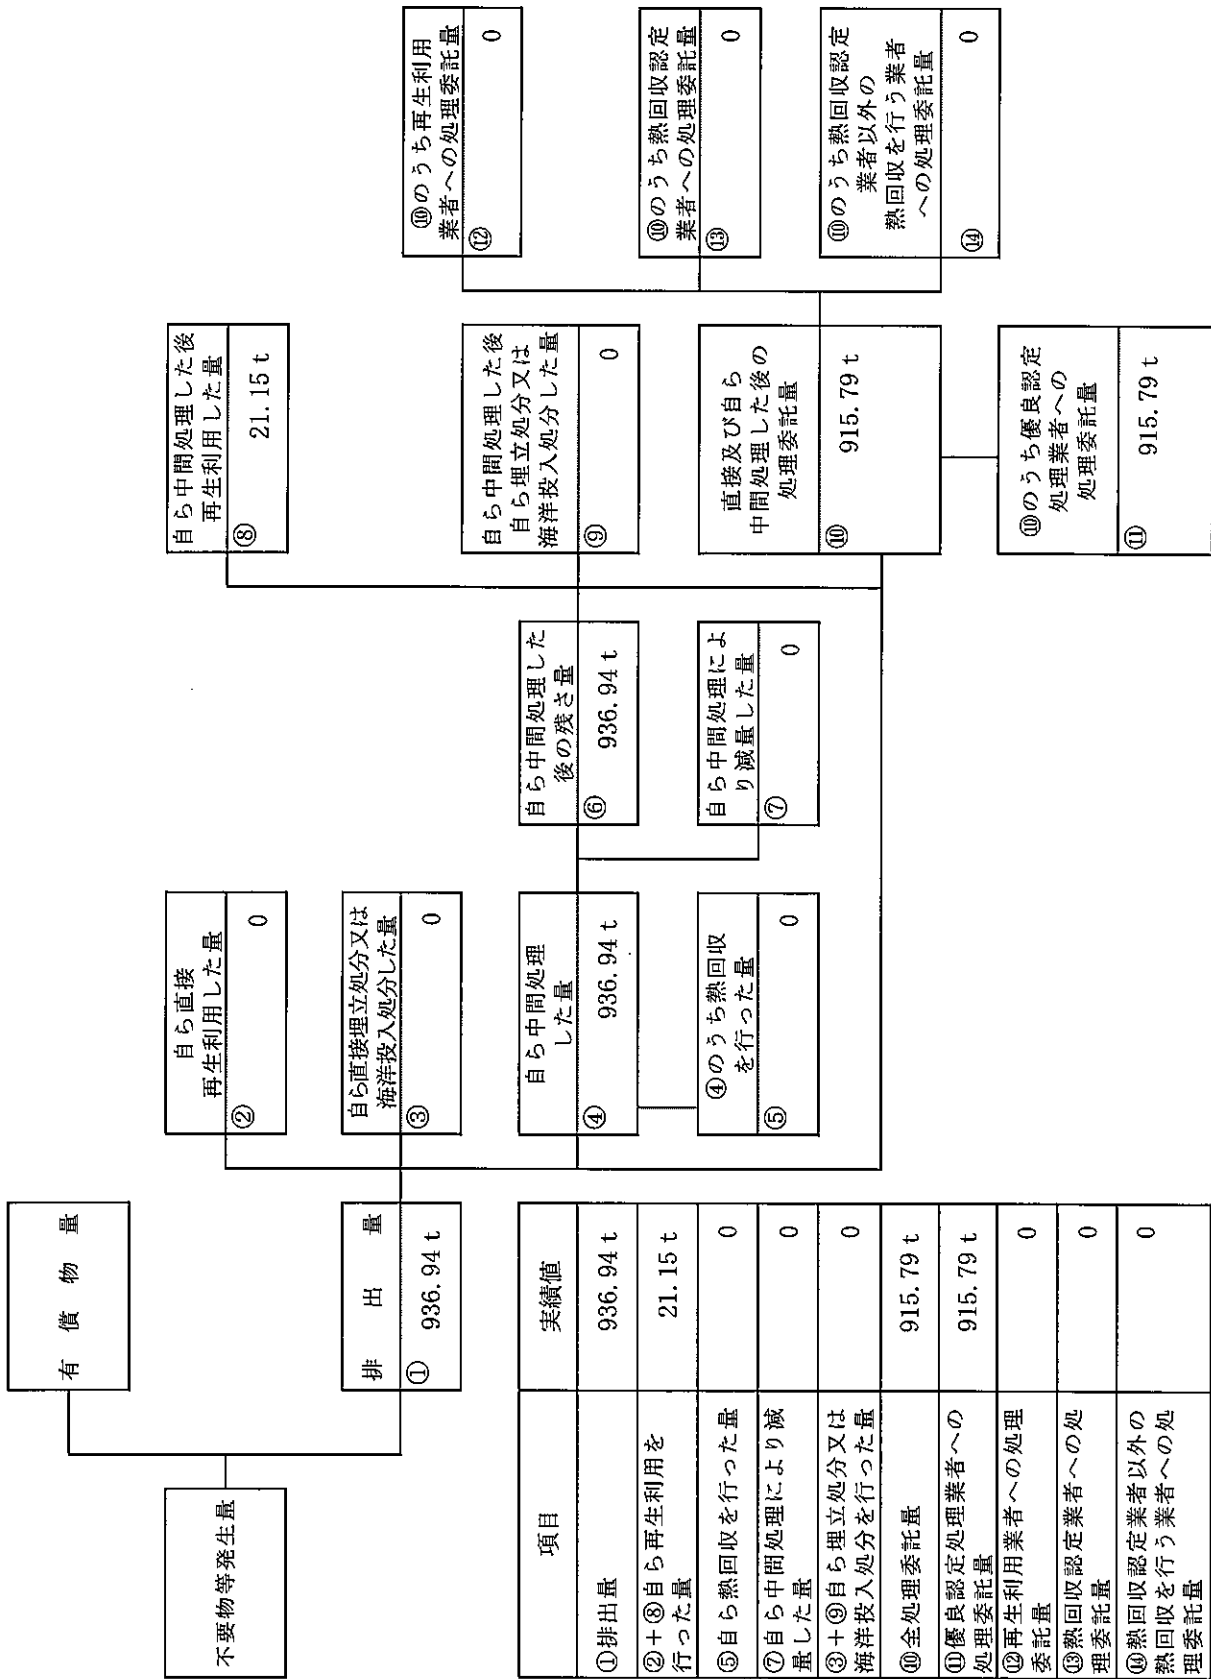 不要物等発生量
有償物量
排出量
① 936.94 t
自ら直接
再生利用した量
② 0
自ら直接埋立処分又は
海洋投入処分した量
③ 0
自ら中間処理
した量
④ 936.94 t
④のうち熱回収
を行った量
⑤ 0
自ら中間処理した
後の残さ量
⑥ 936.94 t
自ら中間処理によ
り減量した量
⑦ 0
自ら中間処理した後
再生利用した量
⑧ 21.15 t
自ら中間処理した後
自ら埋立処分又は
海洋投入処分した量
⑨ 0
直接及び自ら
中間処理した後の
処理委託量
⑩ 915.79 t
⑩のうち優良認定
処理業者への
処理委託量
⑪ 915.79 t
⑩のうち再生利用
業者への処理委託量
⑫ 0
⑩のうち熱回収認定
業者への処理委託量
⑬ 0
⑩のうち熱回収認定
業者以外の
熱回収を行う業者
への処理委託量
⑭ 0
項目 実績値
①排出量 936.94 t
②+⑧自ら再生利用を
行った量 21.15 t
⑤自ら熱回収を行った量 0
⑦自ら中間処理により減
量した量 0
③+⑨自ら埋立処分又は
海洋投入処分を行った量 0
⑩全処理委託量 915.79 t
⑪優良認定処理業者への
処理委託量 915.79 t
⑫再生利用業者への処理
委託量 0
⑬熱回収認定業者への処
理委託量 0
⑭熱回収認定業者以外の
熱回収を行う業者への処
理委託量 0